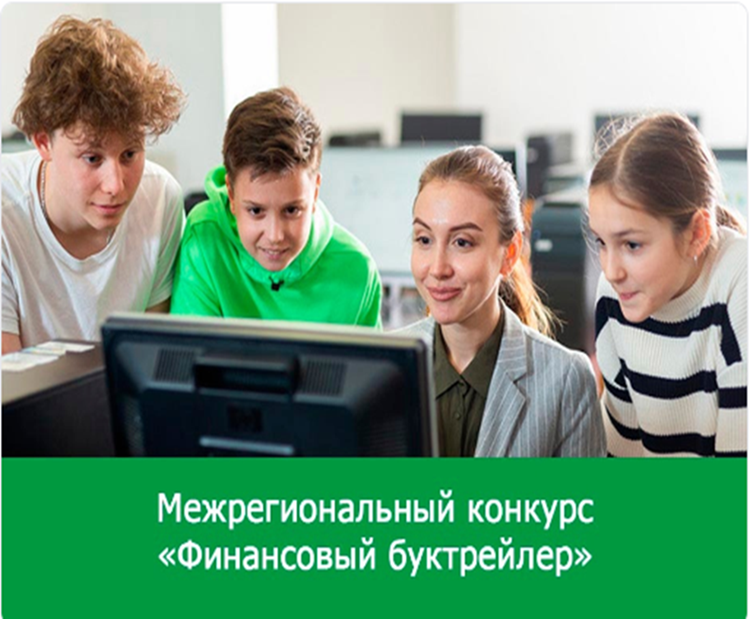 Межрегиональный конкурс
«Финансовый буктрейлер»